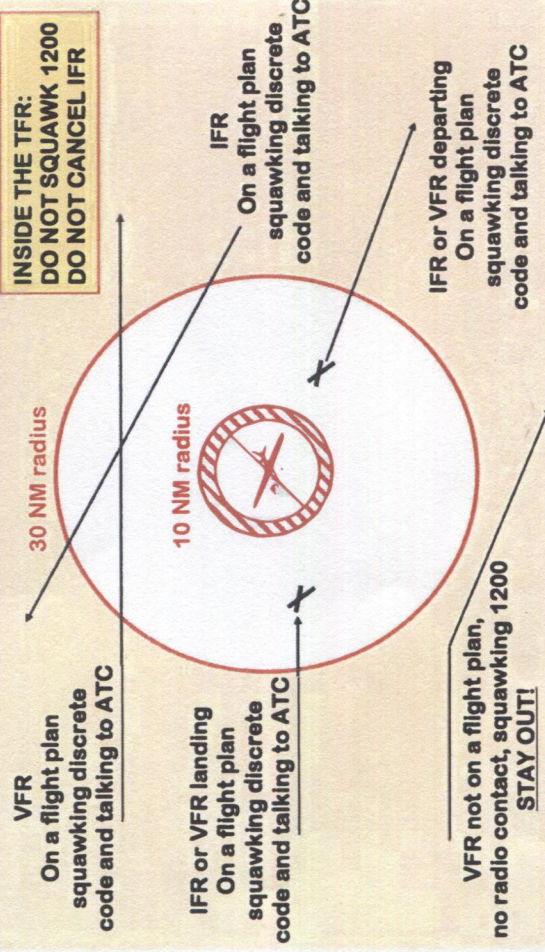 VFR
On a flight plan
squawking discrete
code and talking to ATC
30 NM radius
INSIDE THE TFR:
DO NOT SQUAWK 1200
DO NOT CANCEL IFR
IFR
On a flight plan
squawking discrete
code and talking to ATC
10 NM radius
IFR or VFR landing
On a flight plan
squawking discrete
code and talking to ATC
IFR or VFR departing
On a flight plan
squawking discrete
code and talking to ATC
VFR not on a flight plan,
no radio contact, squawking 1200
STAY OUT!